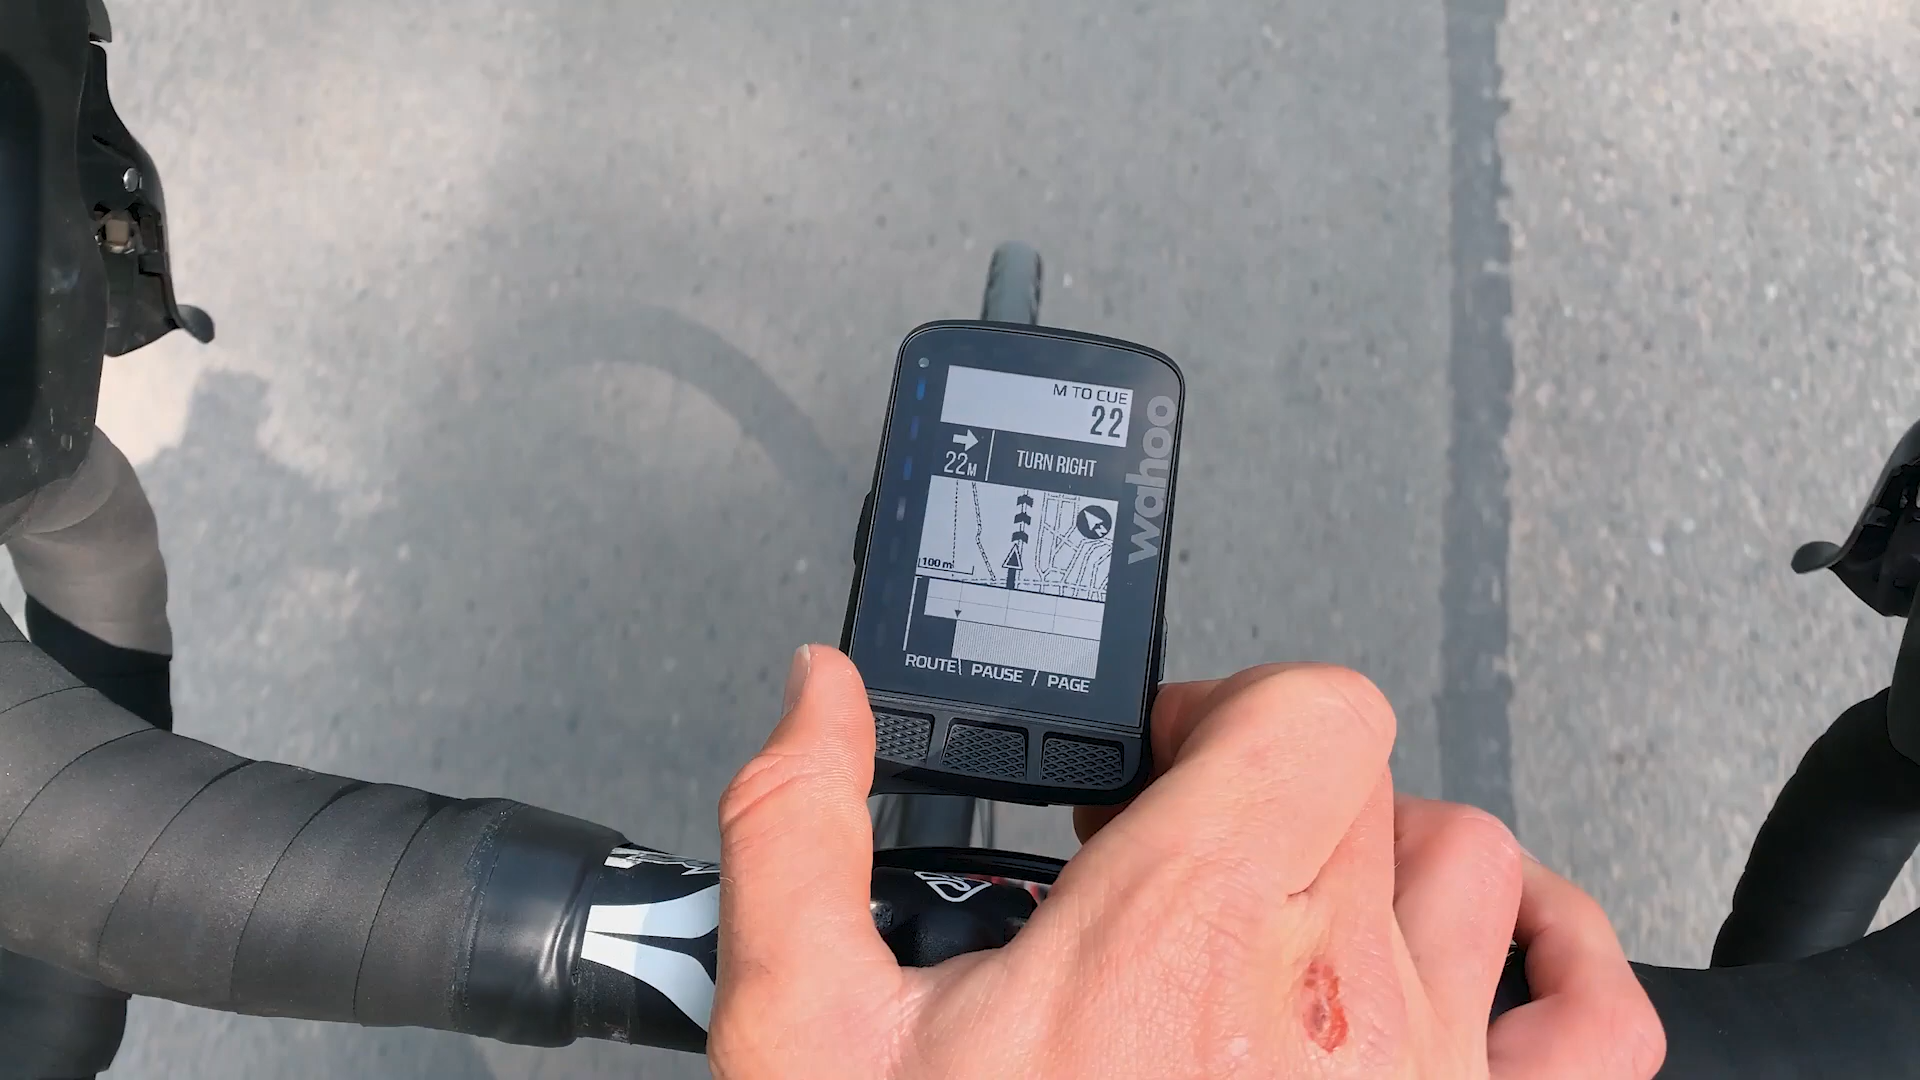 M TO CUE
22
22M
TURN RIGHT
100 m
ROUTE PAUSE / PAGE
wahoo